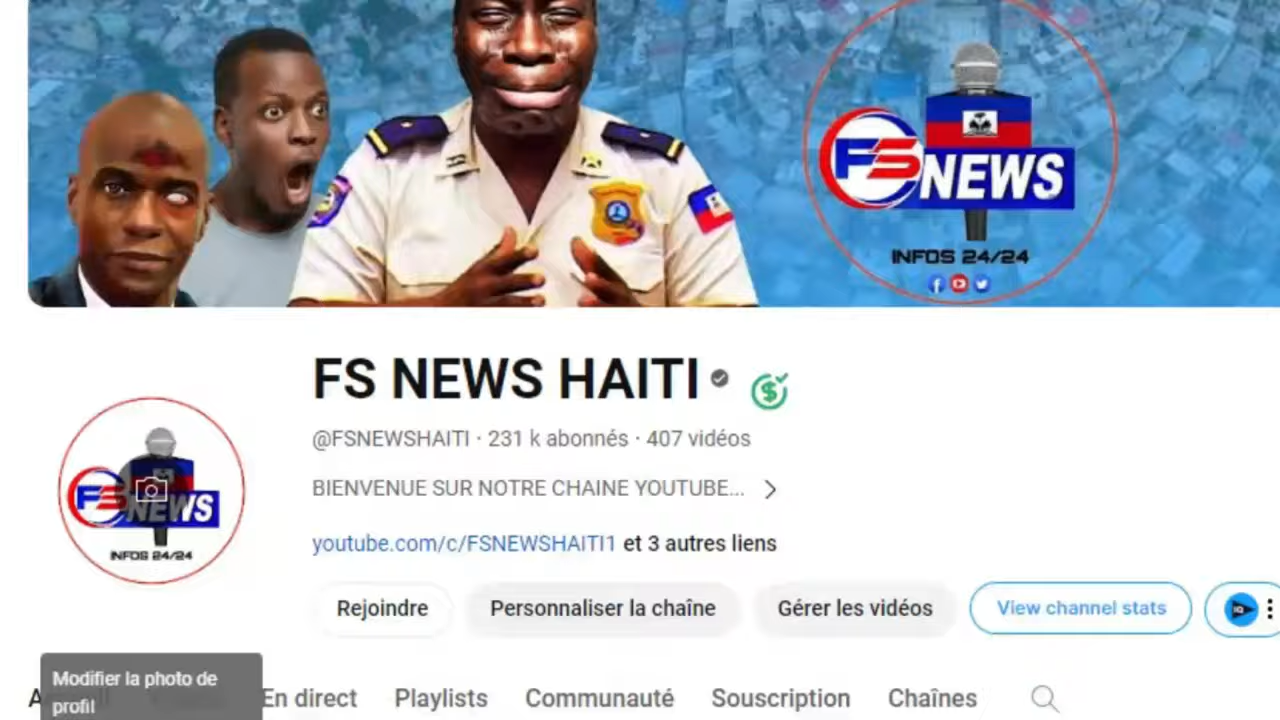 FS NEWS
INFOS 24/24
FS NEWS HAITI
@FSNEWSHAITI · 231 k abonnés · 407 vidéos
BIENVENUE SUR NOTRE CHAINE YOUTUBE...
youtube.com/c/FSNEWSHAITI1 et 3 autres liens
FS NEWS
INFOS 24/24
Rejoindre
Personnaliser la chaîne
Gérer les vidéos
View channel stats
IQ
Modifier la photo de
profil
En direct
Playlists
Communauté
Souscription
Chaînes